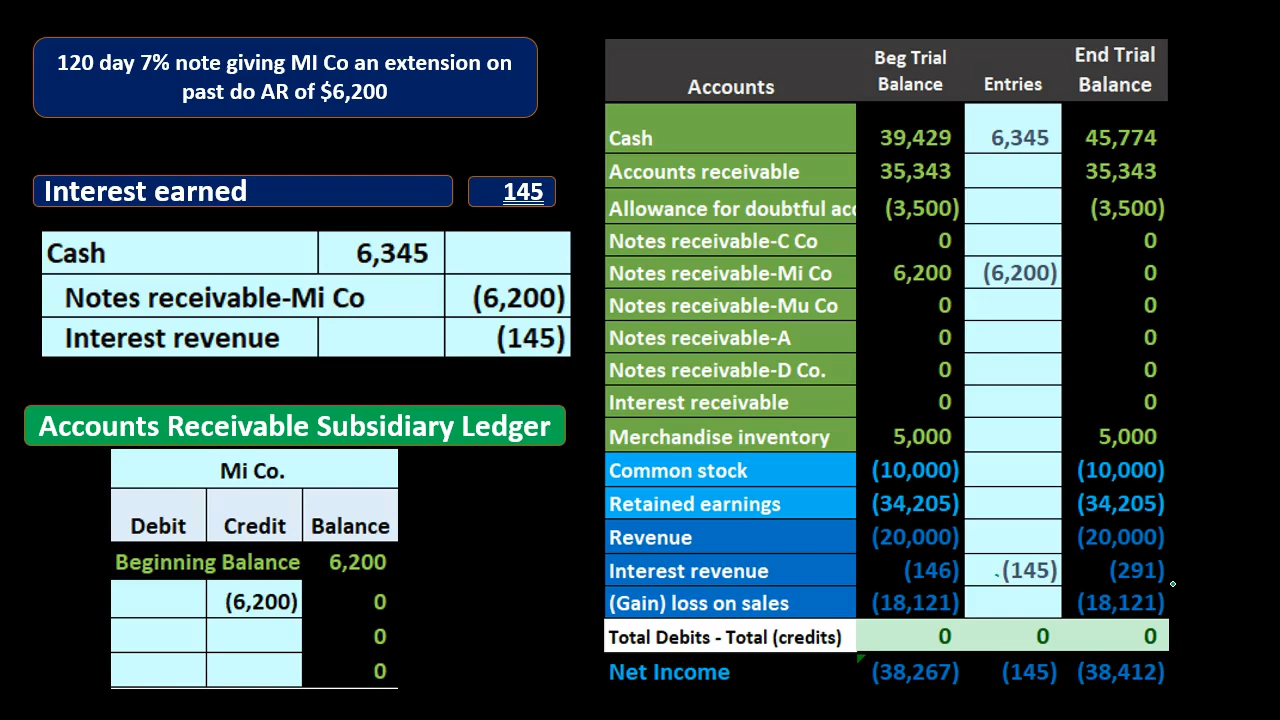 120 day 7% note giving MI Co an extension on
past do AR of $6,200
Interest earned 145
Cash 6,345
Notes receivable-Mi Co (6,200)
Interest revenue (145)
Accounts Receivable Subsidiary Ledger
Mi Co.
Debit Credit Balance
Beginning Balance 6,200
(6,200) 0
0
0
Accounts Beg Trial Balance Entries End Trial Balance
Cash 39,429 6,345 45,774
Accounts receivable 35,343 35,343
Allowance for doubtful acc (3,500) (3,500)
Notes receivable-C Co 0 0
Notes receivable-Mi Co 6,200 (6,200) 0
Notes receivable-Mu Co 0 0
Notes receivable-A 0 0
Notes receivable-D Co. 0 0
Interest receivable 0 0
Merchandise inventory 5,000 5,000
Common stock (10,000) (10,000)
Retained earnings (34,205) (34,205)
Revenue (20,000) (20,000)
Interest revenue (146) (145) (291)
(Gain) loss on sales (18,121) (18,121)
Total Debits - Total (credits) 0 0 0
Net Income (38,267) (145) (38,412)